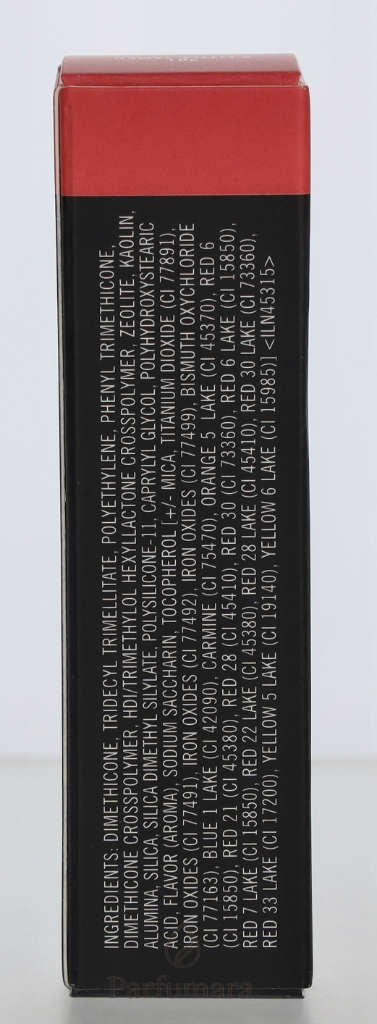 INGREDIENTS: DIMETHICONE, TRIDECYL TRIMELLITATE, POLYETHYLENE, PHENYL TRIMETHICONE,
DIMETHICONE CROSSPOLYMER, HDI/TRIMETHYLOL HEXYLLACTONE CROSSPOLYMER, ZEOLITE, KAOLIN,
ALUMINA, SILICA, SILICA DIMETHYL SILYLATE, POLYSILICONE-11, CAPRYLYL GLYCOL, POLYHYDROXYSTEARIC
ACID, FLAVOR (AROMA), SODIUM SACCHARIN, TOCOPHEROL [+/- MICA, TITANIUM DIOXIDE (CI 77891),
IRON OXIDES (CI 77491), IRON OXIDES (CI 77492), IRON OXIDES (CI 77499), BISMUTH OXYCHLORIDE
(CI 77163), BLUE 1 LAKE (CI 42090), CARMINE (CI 75470), ORANGE 5 LAKE (CI 45370), RED 6
(CI 15850), RED 21 (CI 45380), RED 28 (CI 45410), RED 30 (CI 73360), RED 6 LAKE (CI 15850),
RED 7 LAKE (CI 15850), RED 22 LAKE (CI 45380), RED 28 LAKE (CI 45410), RED 30 LAKE (CI 73360),
RED 33 LAKE (CI 17200), YELLOW 5 LAKE (CI 19140), YELLOW 6 LAKE (CI 15985)] <ILN45315>
Parfumara